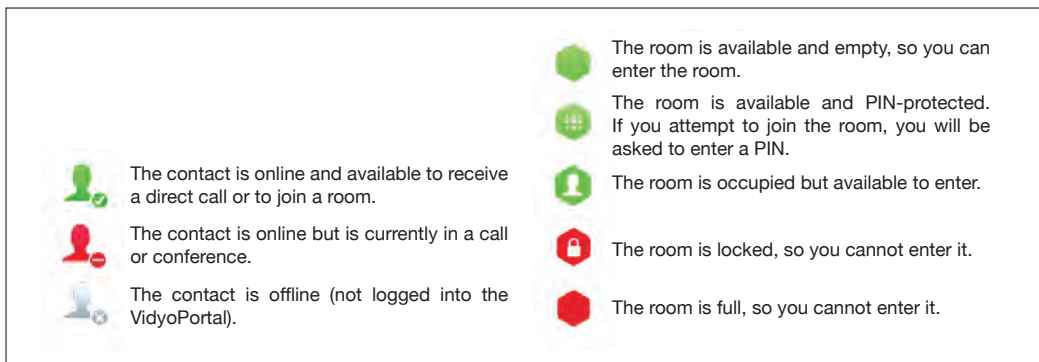 The contact is online and available to receive
a direct call or to join a room.
The contact is online but is currently in a call
or conference.
The contact is offline (not logged into the
VidyoPortal).
The room is available and empty, so you can
enter the room.
The room is available and PIN-protected.
If you attempt to join the room, you will be
asked to enter a PIN.
The room is occupied but available to enter.
The room is locked, so you cannot enter it.
The room is full, so you cannot enter it.